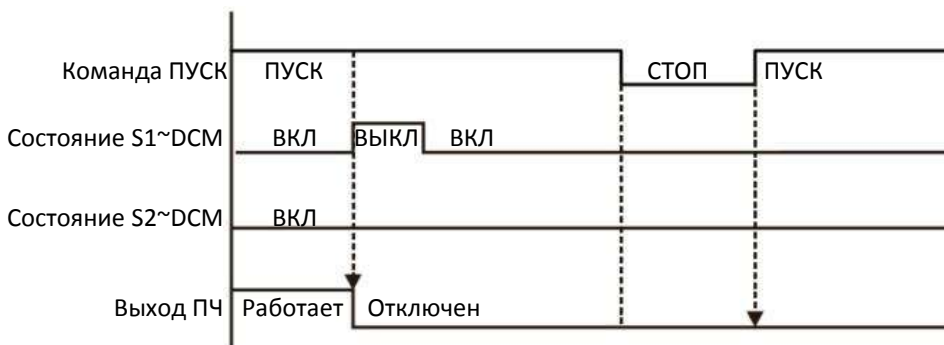 Команда ПУСК ПУСК СТОП ПУСК
Состояние S1~DCM ВКЛ ВЫКЛ ВКЛ
Состояние S2~DCM ВКЛ
Выход ПЧ Работает Отключен